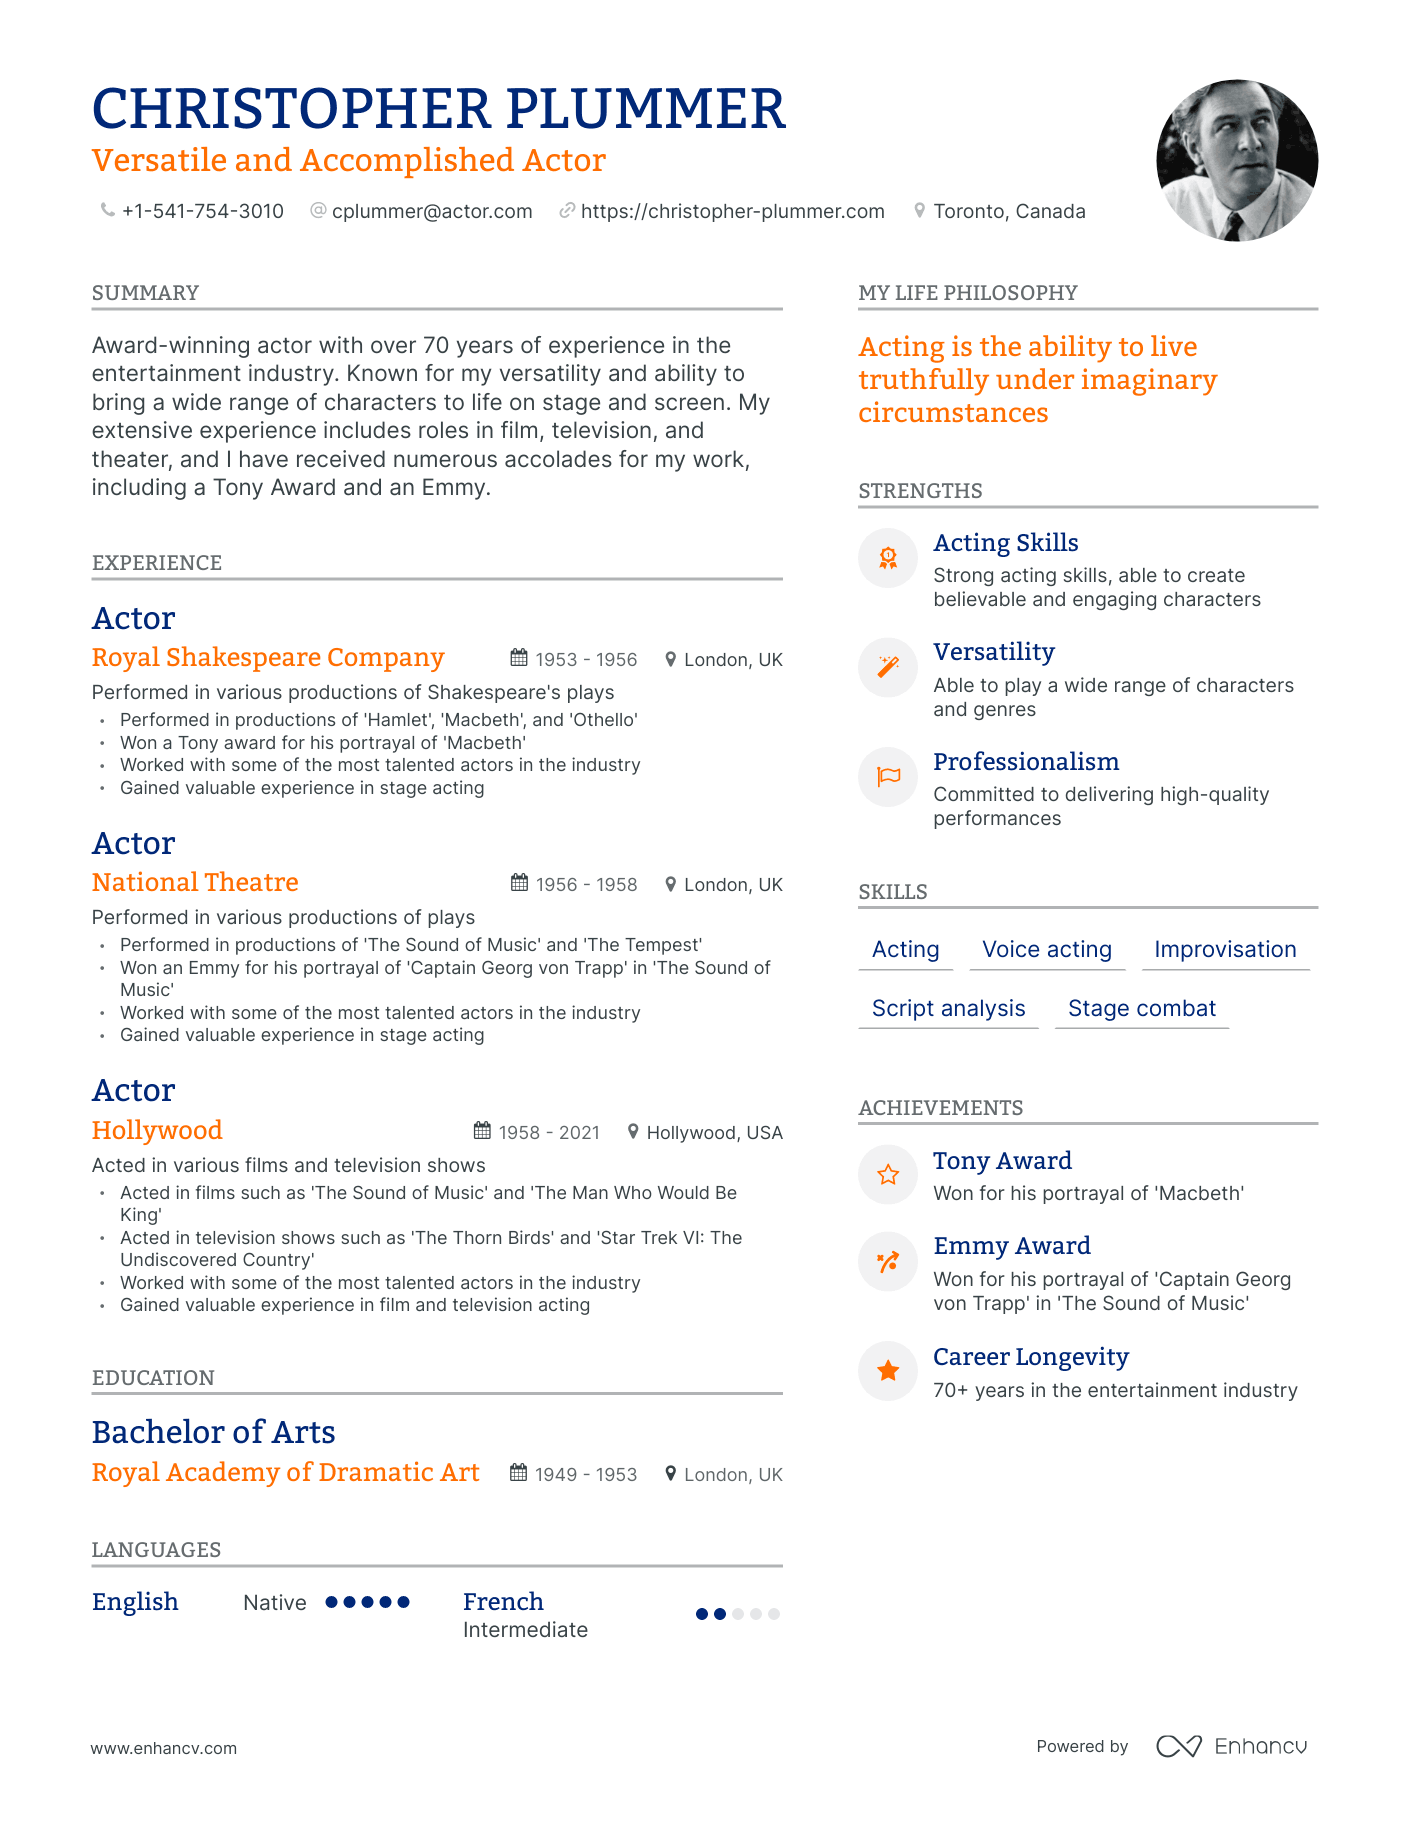 CHRISTOPHER PLUMMER
Versatile and Accomplished Actor
+1-541-754-3010 @ cplummer@actor.com https://christopher-plummer.com Toronto, Canada
SUMMARY
Award-winning actor with over 70 years of experience in the
entertainment industry. Known for my versatility and ability to
bring a wide range of characters to life on stage and screen. My
extensive experience includes roles in film, television, and
theater, and I have received numerous accolades for my work,
including a Tony Award and an Emmy.
EXPERIENCE
Actor
Royal Shakespeare Company 1953 - 1956 London, UK
Performed in various productions of Shakespeare's plays
• Performed in productions of 'Hamlet', 'Macbeth', and 'Othello'
• Won a Tony award for his portrayal of 'Macbeth'
• Worked with some of the most talented actors in the industry
• Gained valuable experience in stage acting
Actor
National Theatre 1956 - 1958 London, UK
Performed in various productions of plays
• Performed in productions of 'The Sound of Music' and 'The Tempest'
• Won an Emmy for his portrayal of 'Captain Georg von Trapp' in 'The Sound of
Music'
• Worked with some of the most talented actors in the industry
• Gained valuable experience in stage acting
Actor
Hollywood 1958 - 2021 Hollywood, USA
Acted in various films and television shows
• Acted in films such as 'The Sound of Music' and 'The Man Who Would Be
King'
• Acted in television shows such as 'The Thorn Birds' and 'Star Trek VI: The
Undiscovered Country'
• Worked with some of the most talented actors in the industry
• Gained valuable experience in film and television acting
EDUCATION
Bachelor of Arts
Royal Academy of Dramatic Art 1949 - 1953 London, UK
LANGUAGES
English Native
French
Intermediate
MY LIFE PHILOSOPHY
Acting is the ability to live
truthfully under imaginary
circumstances
STRENGTHS
Acting Skills
Strong acting skills, able to create
believable and engaging characters
Versatility
Able to play a wide range of characters
and genres
Professionalism
Committed to delivering high-quality
performances
SKILLS
Acting Voice acting Improvisation
Script analysis Stage combat
ACHIEVEMENTS
Tony Award
Won for his portrayal of 'Macbeth'
Emmy Award
Won for his portrayal of 'Captain Georg
von Trapp' in 'The Sound of Music'
Career Longevity
70+ years in the entertainment industry
www.enhancv.com
Powered by Enhancv